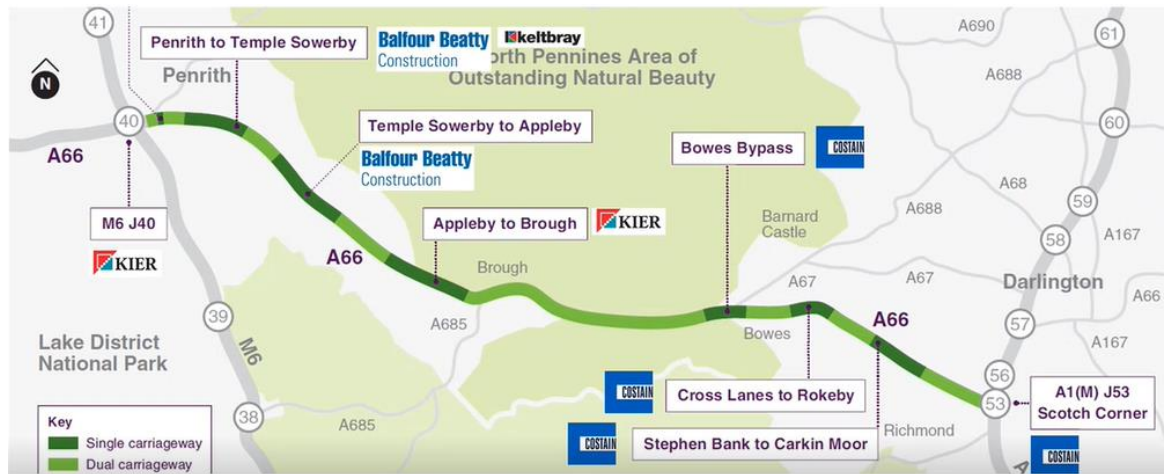 41
Penrith to Temple Sowerby
Balfour Beatty
Construction
keltbray
A690
61
N
Penrith
orth Pennines Area of
Outstanding Natural Beauty
A688
40
A66
Temple Sowerby to Appleby
Balfour Beatty
Construction
Bowes Bypass
COSTAIN
60
A68
M6 J40
KIER
Appleby to Brough
KIER
A66
Barnard
Castle
A688
59
58
A167
Brough
A67
A67
Darlington
A66
39
M6
A685
Bowes
A66
57
A167
Lake District
National Park
COSTAIN
Cross Lanes to Rokeby
56
53
A1(M) J53
Scotch Corner
38
A685
COSTAIN
Stephen Bank to Carkin Moor
Richmond
COSTAIN
A
Key
Single carriageway
Dual carriageway